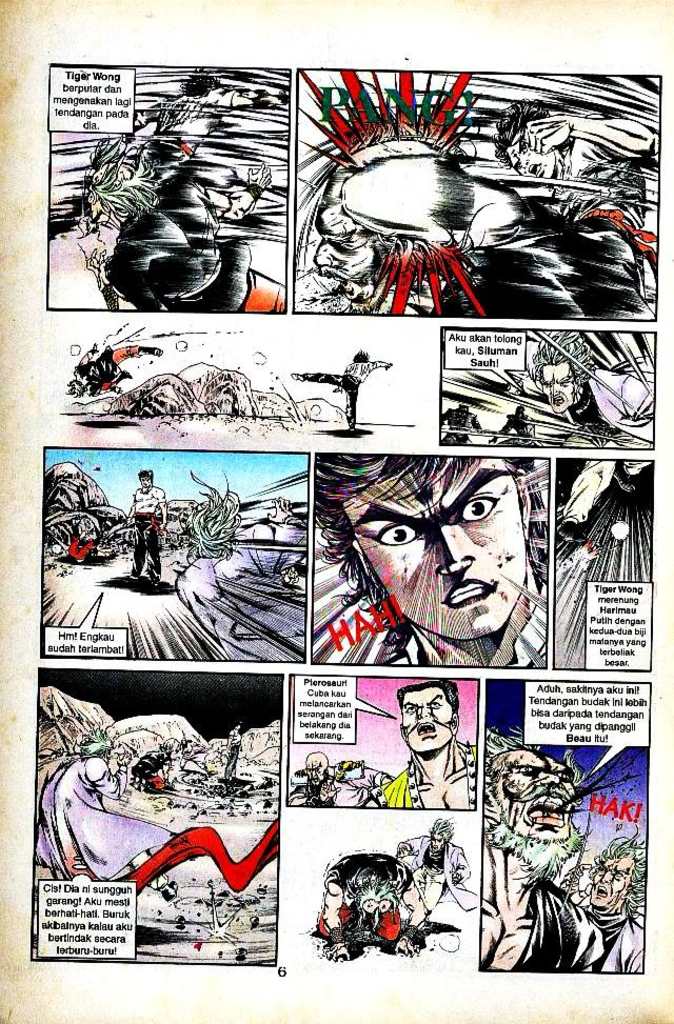 Tiger Wong
berputar dan
mengenakan lagi
tendangan pada
dia.
PANG!
Aku akan tolong
kau, Siluman
Sauh!
Hm! Engkau
sudah terlambat!
HAH!
Tiger Wong
merenung
Harimau
Putih dengan
kedua-dua biji
matanya yang
terbeliak
besar.
Cis! Dia ni sungguh
garang! Aku mesti
berhati-hati. Buruk
akibatnya kalau aku
bertindak secara
terburu-buru!
Pterosaur!
Cuba kau
melancarkan
serangan dari
belakang dia
sekarang.
Aduh, sakitnya aku ini!
Tendangan budak ini lebih
bisa daripada tendangan
budak yang dipanggil
Beau itu!
HAK!
6